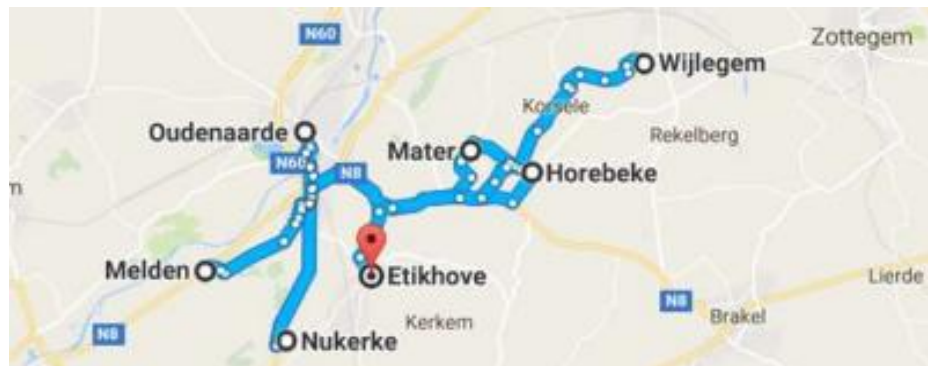 N60
Zottegem
Wijlegem
Korsele
Oudenaarde
Rekelberg
Mater
N60
N8
Horebeke
m
Melden
Etikhove
Lierde
N8
Brakel
Kerkem
N8
Nukerke